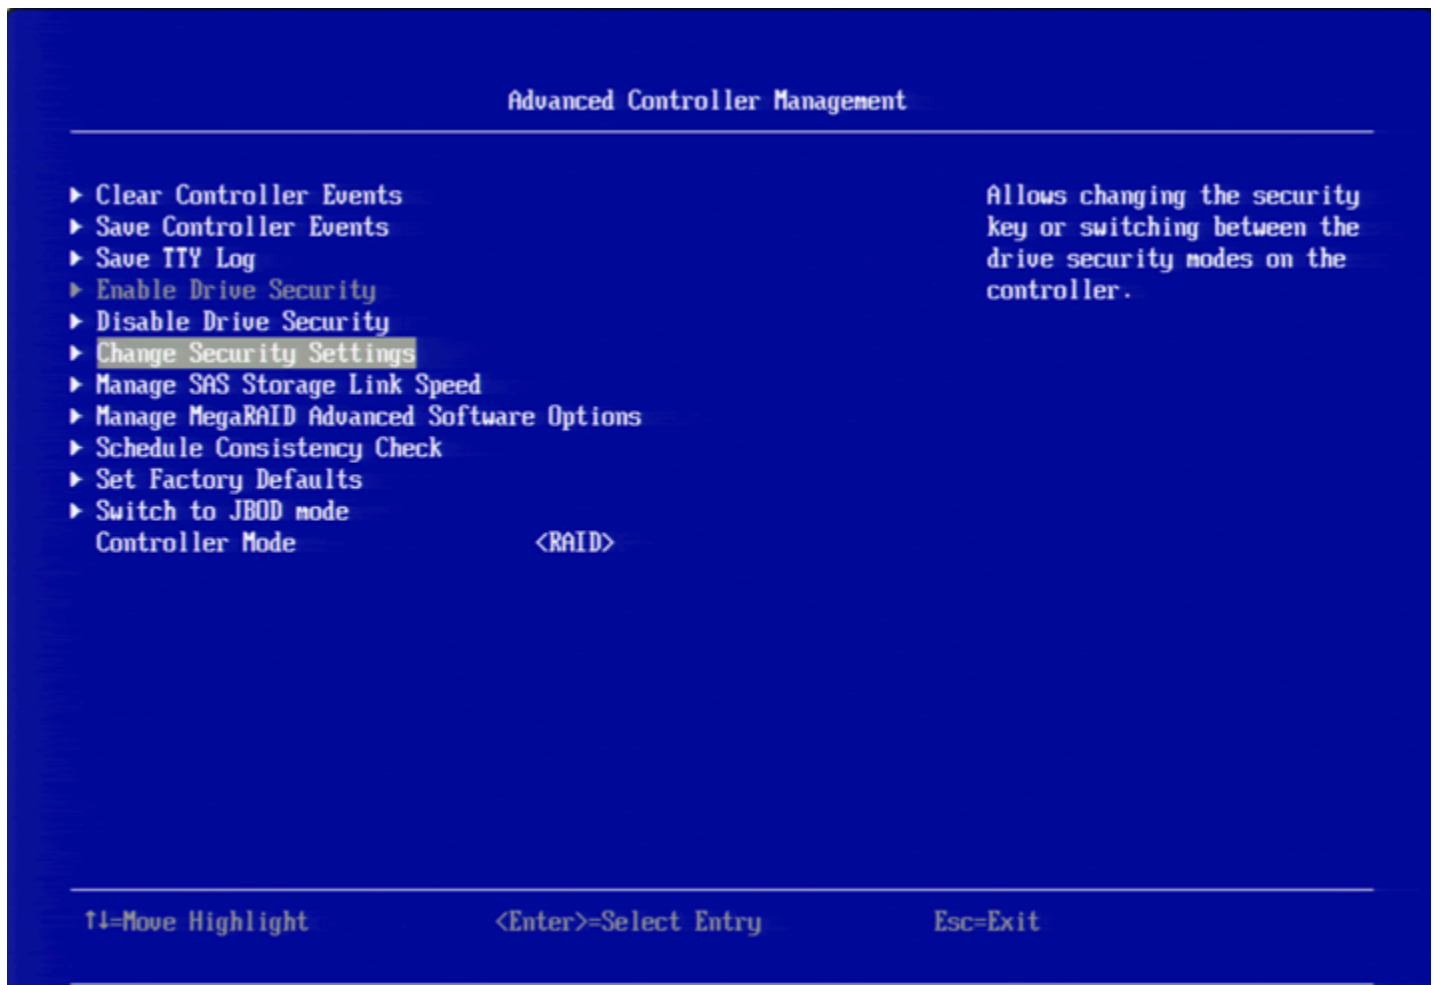 Advanced Controller Management
▶ Clear Controller Events
▶ Save Controller Events
▶ Save TTY Log
▶ Enable Drive Security
▶ Disable Drive Security
▶ Change Security Settings
▶ Manage SAS Storage Link Speed
▶ Manage MegaRAID Advanced Software Options
▶ Schedule Consistency Check
▶ Set Factory Defaults
▶ Switch to JBOD mode
Controller Mode <RAID>
Allows changing the security
key or switching between the
drive security modes on the
controller.
↑↓=Move Highlight <Enter>=Select Entry Esc=Exit